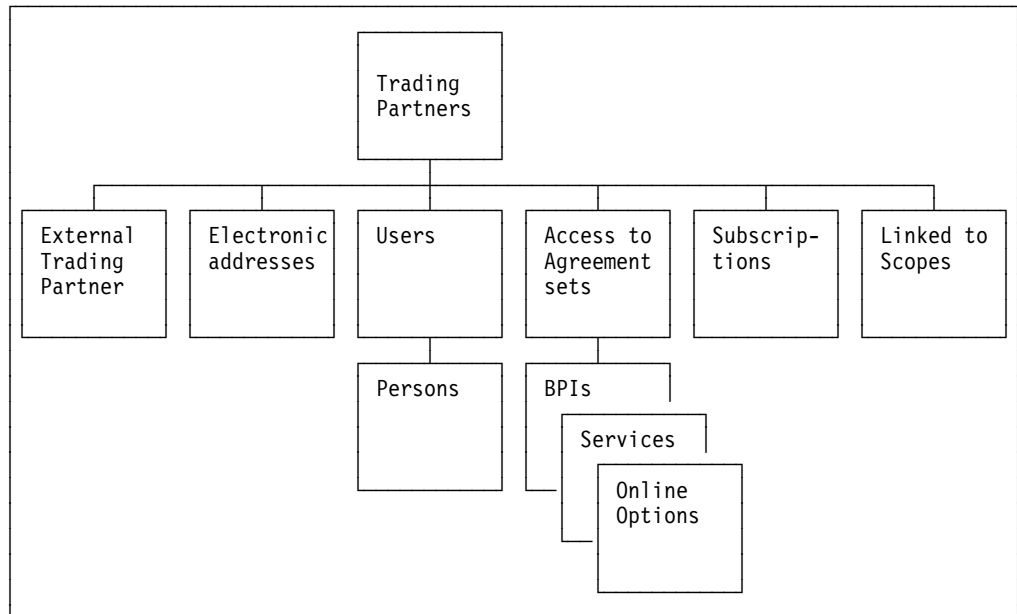 Trading
Partners
External
Trading
Partner
Electronic
addresses
Users
Access to
Agreement
sets
Subscrip-
tions
Linked to
Scopes
Persons
BPIs
Services
Online
Options